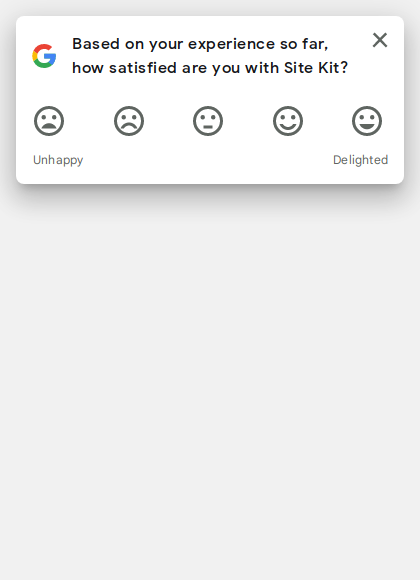 Based on your experience so far,
how satisfied are you with Site Kit?
Unhappy
Delighted